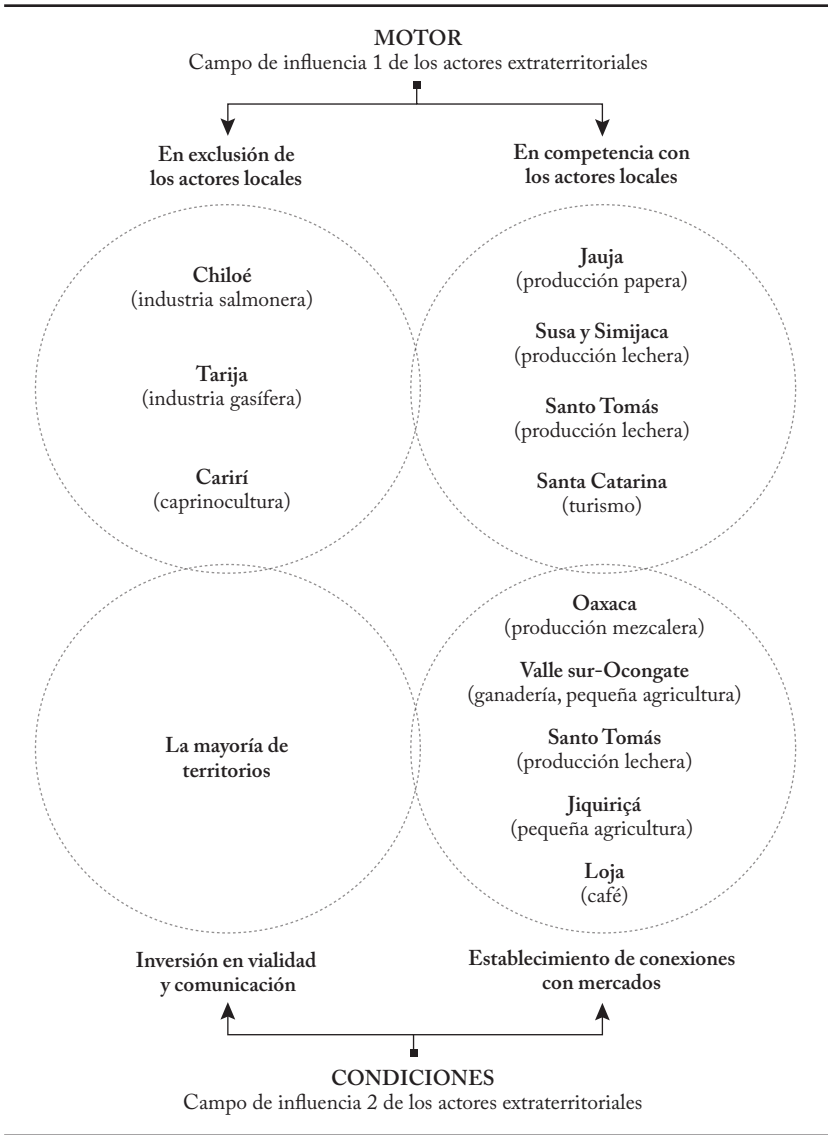 MOTOR
Campo de influencia 1 de los actores extraterritoriales
En exclusión de
los actores locales
En competencia con
los actores locales
Chiloé
(industria salmonera)
Tarija
(industria gasífera)
Carirí
(caprinocultura)
Jauja
(producción papera)
Susa y Simijaca
(producción lechera)
Santo Tomás
(producción lechera)
Santa Catarina
(turismo)
La mayoría de
territorios
Oaxaca
(producción mezcalera)
Valle sur-Ocongate
(ganadería, pequeña agricultura)
Santo Tomás
(producción lechera)
Jiquiriçá
(pequeña agricultura)
Loja
(café)
Inversión en vialidad
y comunicación
Establecimiento de conexiones
con mercados
CONDICIONES
Campo de influencia 2 de los actores extraterritoriales